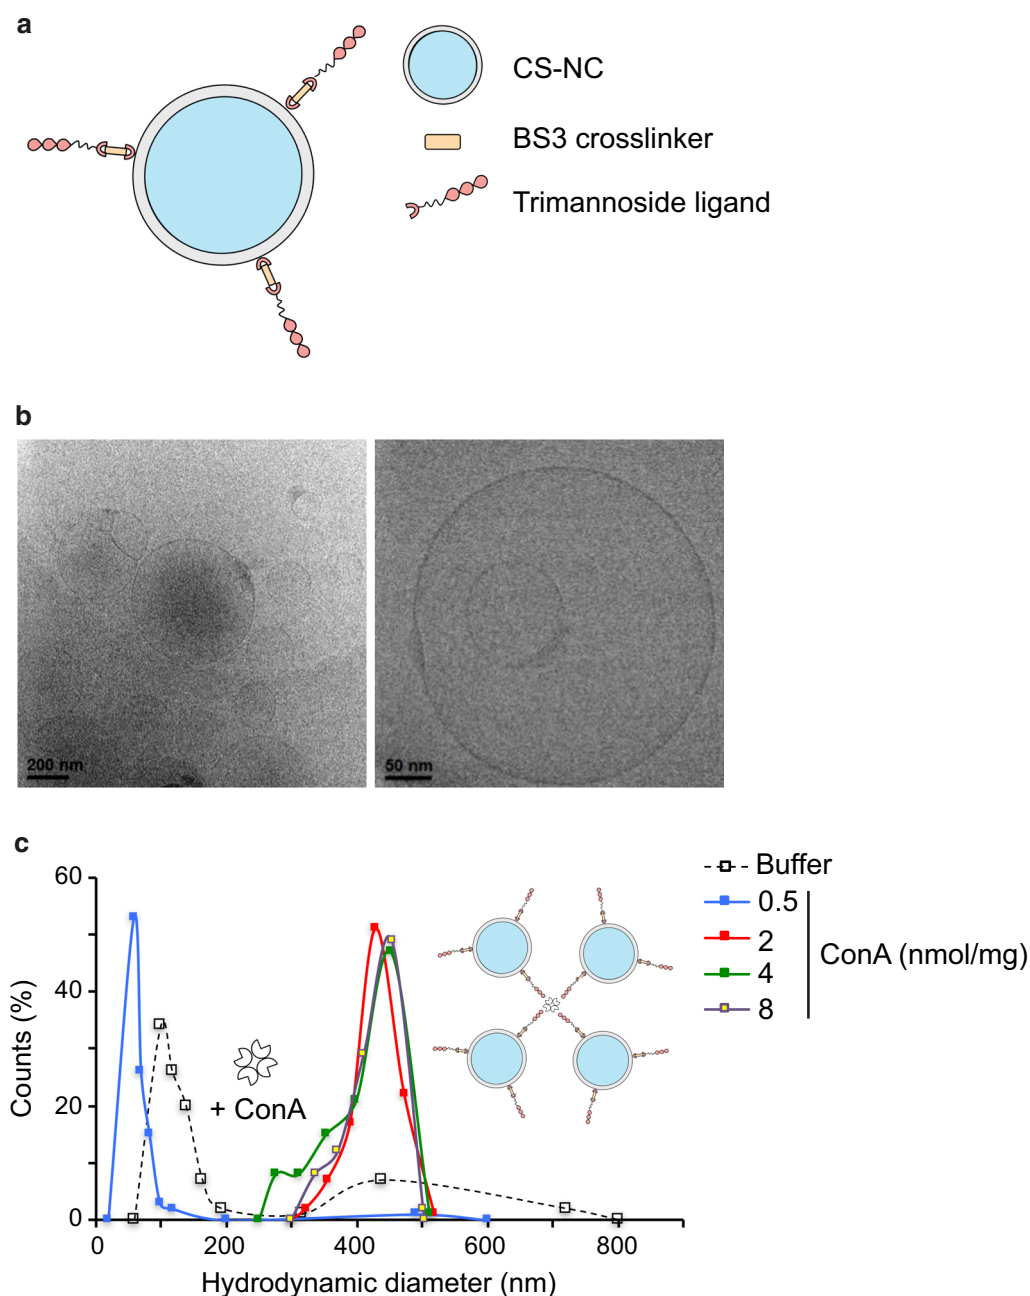 a
CS-NC
BS3 crosslinker
Trimannoside ligand
b
200 nm
50 nm
c
Counts (%)
60
40
20
0
0 200 400 600 800
Hydrodynamic diameter (nm)
+ ConA
Buffer
0.5
2
4
8
ConA (nmol/mg)